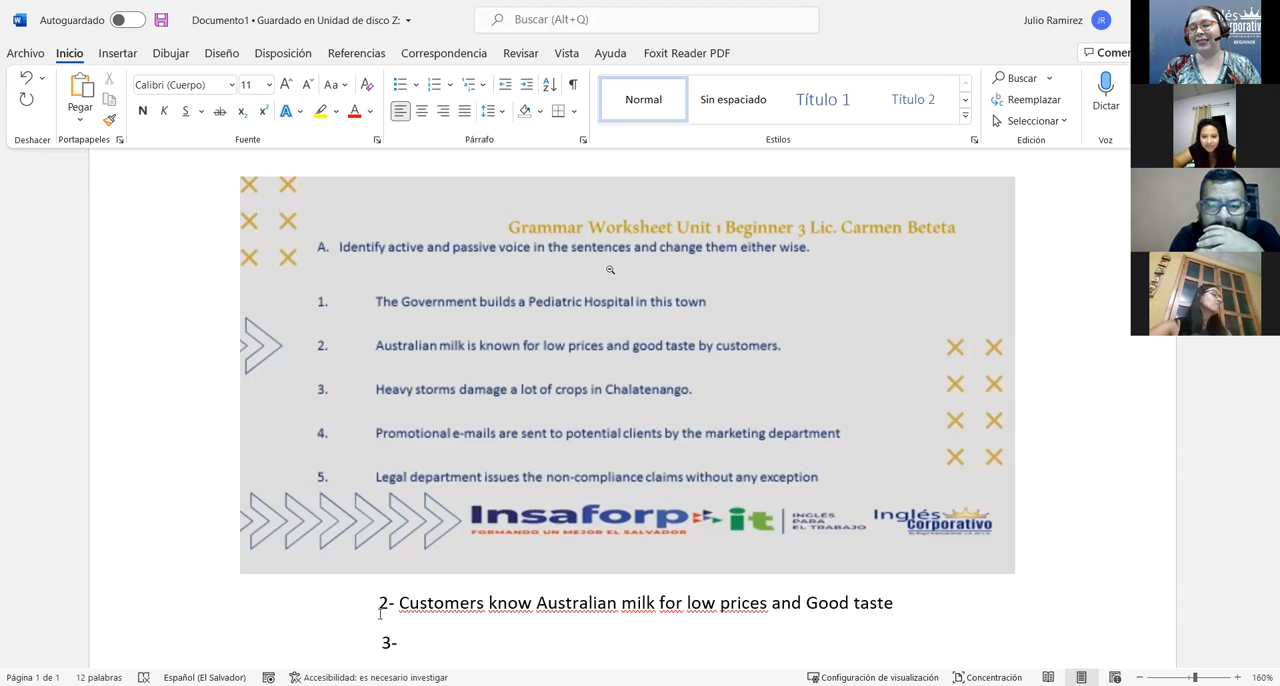 Autoguardado
Documento1 • Guardado en Unidad de disco Z:
Buscar (Alt+Q)
Julio Ramirez
JR
Archivo Inicio Insertar Dibujar Diseño Disposición Referencias Correspondencia Revisar Vista Ayuda Foxit Reader PDF
Pegar
Calibri (Cuerpo) 11
N K S ab
Normal Sin espaciado Título 1 Título 2
Buscar
Reemplazar
Seleccionar
Dictar
Deshacer Portapapeles Fuente Párrafo Estilos Edición Voz
Inglés
Corporativo
BEGINNER
Grammar Worksheet Unit 1 Beginner 3 Lic. Carmen Beteta
A. Identify active and passive voice in the sentences and change them either wise.
1. The Government builds a Pediatric Hospital in this town
2. Australian milk is known for low prices and good taste by customers.
3. Heavy storms damage a lot of crops in Chalatenango.
4. Promotional e-mails are sent to potential clients by the marketing department
5. Legal department issues the non-compliance claims without any exception
Insaforp
FORMANDO UN MEJOR EL SALVADOR
it
INGLÉS
PARA
EL TRABAJO
Inglés
Corporativo
2- Customers know Australian milk for low prices and Good taste
3-
Página 1 de 1 12 palabras Español (El Salvador) Accesibilidad: es necesario investigar Configuración de visualización Concentración 160%